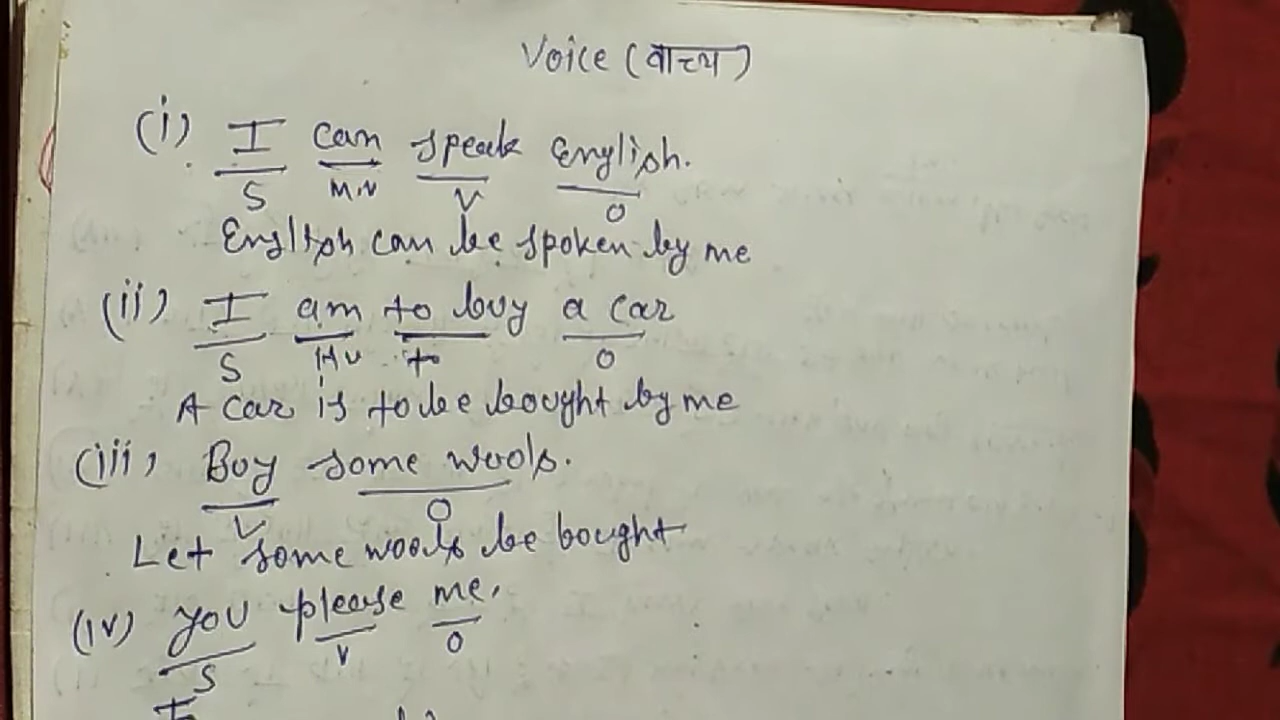 Voice (वाच्य)
(i) I can speak English.
S M.V V O
English can be spoken by me
(ii) I am to buy a car
S HV to O
A car is to be bought by me
(iii) Buy some wools.
V O
Let some wools be bought
(iv) you please me.
S V O
I